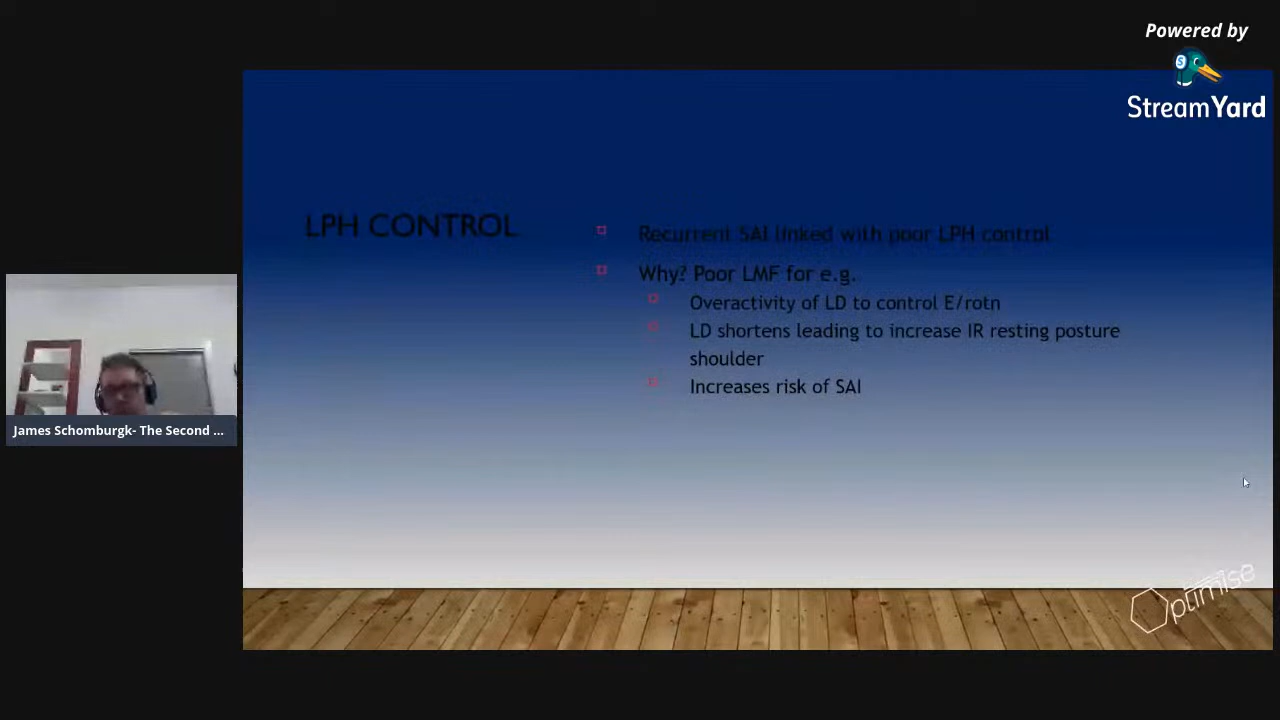 Powered by
StreamYard
LPH CONTROL
Recurrent SAI linked with poor LPH control
Why? Poor LMF for e.g.
Overactivity of LD to control E/rotn
LD shortens leading to increase IR resting posture
shoulder
Increases risk of SAI
James Schomburgk- The Second ...
Optimise